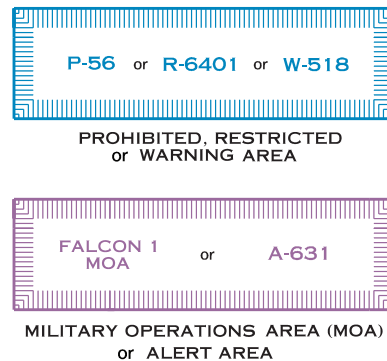 P-56 or R-6401 or W-518
PROHIBITED, RESTRICTED
or WARNING AREA
FALCON 1
MOA
or
A-631
MILITARY OPERATIONS AREA (MOA)
or ALERT AREA